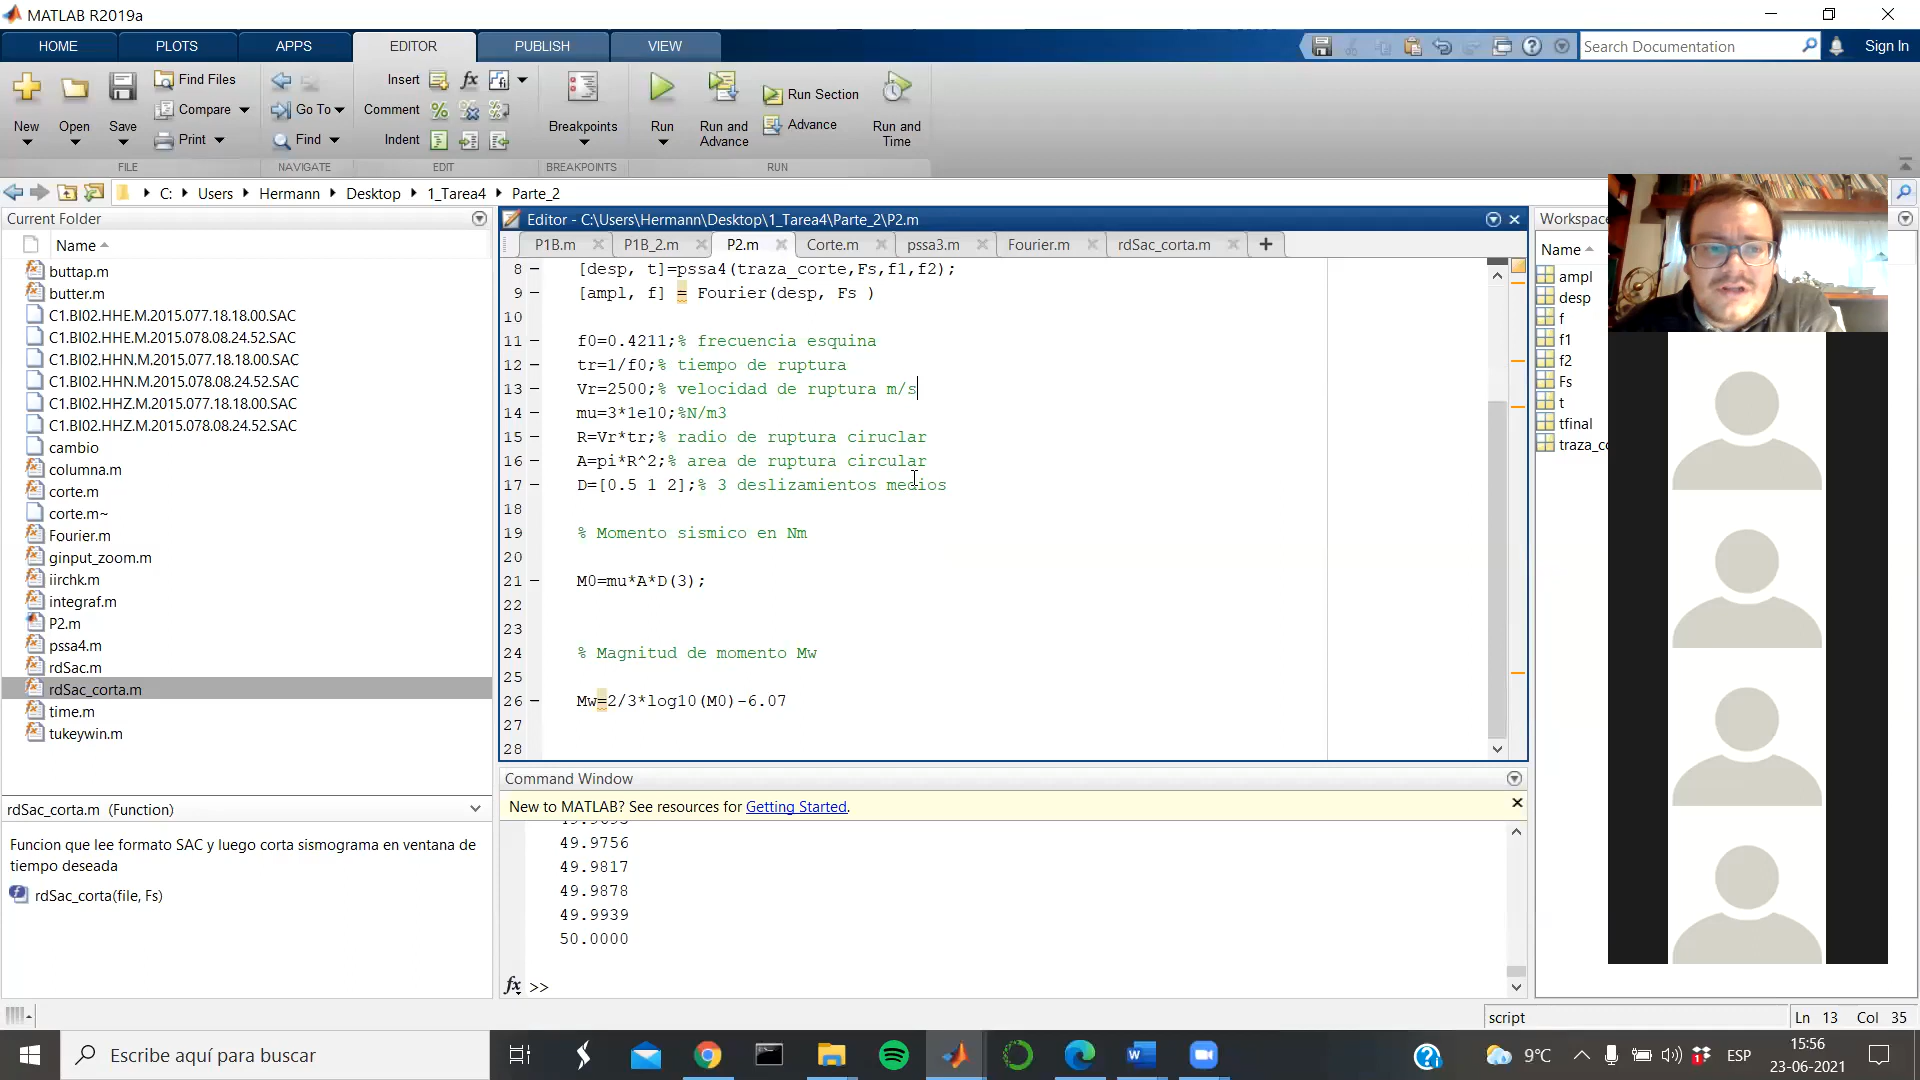 MATLAB R2019a
HOME PLOTS APPS EDITOR PUBLISH VIEW
Search Documentation
Sign In
New Open Save
Find Files
Compare
Print
Go To
Find
Insert
Comment
Indent
Breakpoints
Run
Run and Advance
Run Section
Advance
Run and Time
FILE NAVIGATE EDIT BREAKPOINTS RUN
C: Users Hermann Desktop 1_Tarea4 Parte_2
Current Folder
Name
buttap.m
butter.m
C1.BI02.HHE.M.2015.077.18.18.00.SAC
C1.BI02.HHE.M.2015.078.08.24.52.SAC
C1.BI02.HHN.M.2015.077.18.18.00.SAC
C1.BI02.HHN.M.2015.078.08.24.52.SAC
C1.BI02.HHZ.M.2015.077.18.18.00.SAC
C1.BI02.HHZ.M.2015.078.08.24.52.SAC
cambio
columna.m
corte.m
corte.m~
Fourier.m
ginput_zoom.m
iirchk.m
integraf.m
P2.m
pssa4.m
rdSac.m
rdSac_corta.m
time.m
tukeywin.m
rdSac_corta.m (Function)
Funcion que lee formato SAC y luego corta sismograma en ventana de
tiempo deseada
rdSac_corta(file, Fs)
Editor - C:\Users\Hermann\Desktop\1_Tarea4\Parte_2\P2.m
P1B.m P1B_2.m P2.m Corte.m pssa3.m Fourier.m rdSac_corta.m
8 – [desp, t]=pssa4(traza_corte,Fs,f1,f2);
9 – [ampl, f] = Fourier(desp, Fs )
10
11 – f0=0.4211;% frecuencia esquina
12 – tr=1/f0;% tiempo de ruptura
13 – Vr=2500;% velocidad de ruptura m/s
14 – mu=3*1e10;%N/m3
15 – R=Vr*tr;% radio de ruptura ciruclar
16 – A=pi*R^2;% area de ruptura circular
17 – D=[0.5 1 2];% 3 deslizamientos medios
18
19 % Momento sismico en Nm
20
21 – M0=mu*A*D(3);
22
23
24 % Magnitud de momento Mw
25
26 – Mw=2/3*log10(M0)-6.07
27
28
Command Window
New to MATLAB? See resources for Getting Started.
49.9756
49.9817
49.9878
49.9939
50.0000
fx >>
Workspac
Name
ampl
desp
f
f1
f2
Fs
t
tfinal
traza_co
script
Ln 13 Col 35
Escribe aquí para buscar
9°C
ESP
15:56
23-06-2021